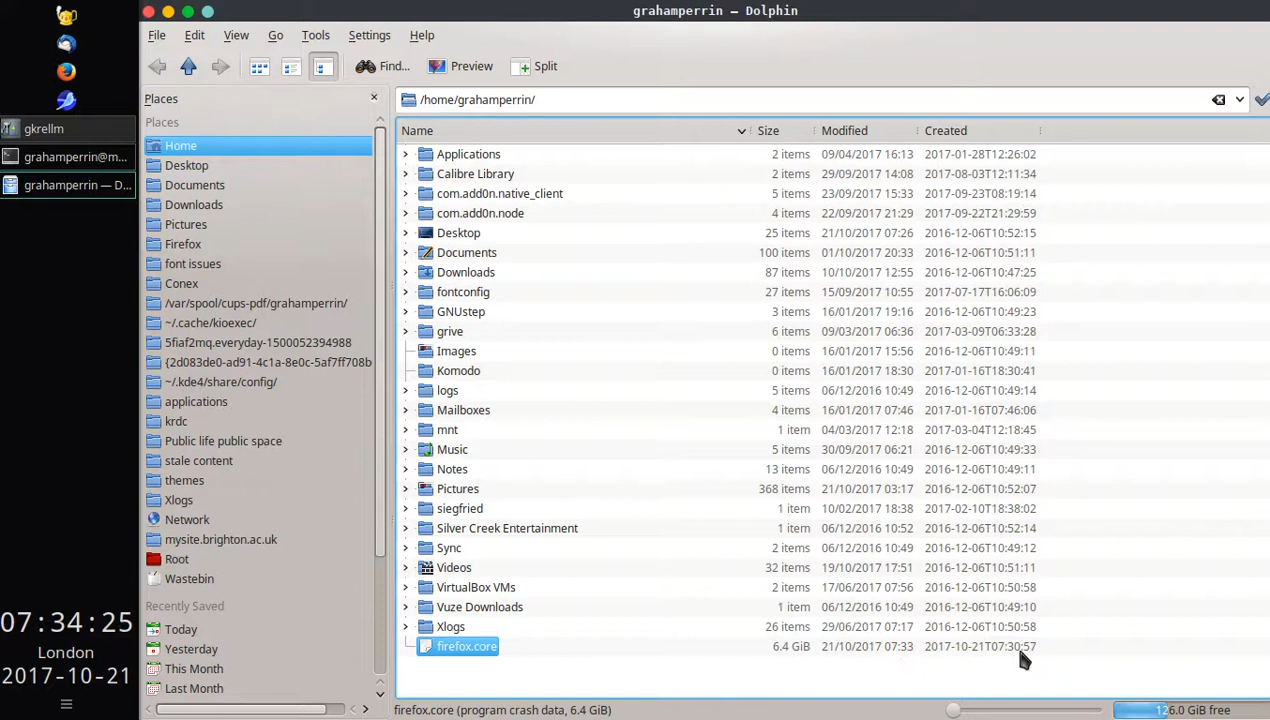 grahamperrin — Dolphin
File Edit View Go Tools Settings Help
Find... Preview Split
gkrellm
grahamperrin@m...
grahamperrin — D...
Places
Places
Home
Desktop
Documents
Downloads
Pictures
Firefox
font issues
Conex
/var/spool/cups-pdf/grahamperrin/
~/.cache/kioexec/
5fiaf2mq.everyday-1500052394988
{2d083de0-ad91-4c1a-8e0c-5af7ff708b
~/.kde4/share/config/
applications
krdc
Public life public space
stale content
themes
Xlogs
Network
mysite.brighton.ac.uk
Root
Wastebin
Recently Saved
Today
Yesterday
This Month
Last Month
/home/grahamperrin/
Name Size Modified Created
Applications 2 items 09/04/2017 16:13 2017-01-28T12:26:02
Calibre Library 2 items 29/09/2017 14:08 2017-08-03T12:11:34
com.add0n.native_client 5 items 23/09/2017 15:33 2017-09-23T08:19:14
com.add0n.node 4 items 22/09/2017 21:29 2017-09-22T21:29:59
Desktop 25 items 21/10/2017 07:26 2016-12-06T10:52:15
Documents 100 items 01/10/2017 20:33 2016-12-06T10:51:11
Downloads 87 items 10/10/2017 12:55 2016-12-06T10:47:25
fontconfig 27 items 15/09/2017 10:55 2017-07-17T16:06:09
GNUstep 3 items 16/01/2017 19:16 2016-12-06T10:49:23
grive 6 items 09/03/2017 06:36 2017-03-09T06:33:28
Images 0 items 16/01/2017 15:56 2016-12-06T10:49:11
Komodo 0 items 16/01/2017 18:30 2017-01-16T18:30:41
logs 5 items 06/12/2016 10:49 2016-12-06T10:49:14
Mailboxes 4 items 16/01/2017 07:46 2017-01-16T07:46:06
mnt 1 item 04/03/2017 12:18 2017-03-04T12:18:45
Music 5 items 30/09/2017 06:21 2016-12-06T10:49:33
Notes 13 items 06/12/2016 10:49 2016-12-06T10:49:11
Pictures 368 items 21/10/2017 03:17 2016-12-06T10:52:07
siegfried 1 item 10/02/2017 18:38 2017-02-10T18:38:02
Silver Creek Entertainment 1 item 06/12/2016 10:52 2016-12-06T10:52:14
Sync 2 items 06/12/2016 10:49 2016-12-06T10:49:12
Videos 32 items 19/10/2017 17:51 2016-12-06T10:51:11
VirtualBox VMs 2 items 17/06/2017 07:56 2016-12-06T10:50:58
Vuze Downloads 1 item 06/12/2016 10:49 2016-12-06T10:49:10
Xlogs 26 items 29/06/2017 07:17 2016-12-06T10:50:58
firefox.core 6.4 GiB 21/10/2017 07:33 2017-10-21T07:30:57
firefox.core (program crash data, 6.4 GiB)
126.0 GiB free
07:34:25
London
2017-10-21